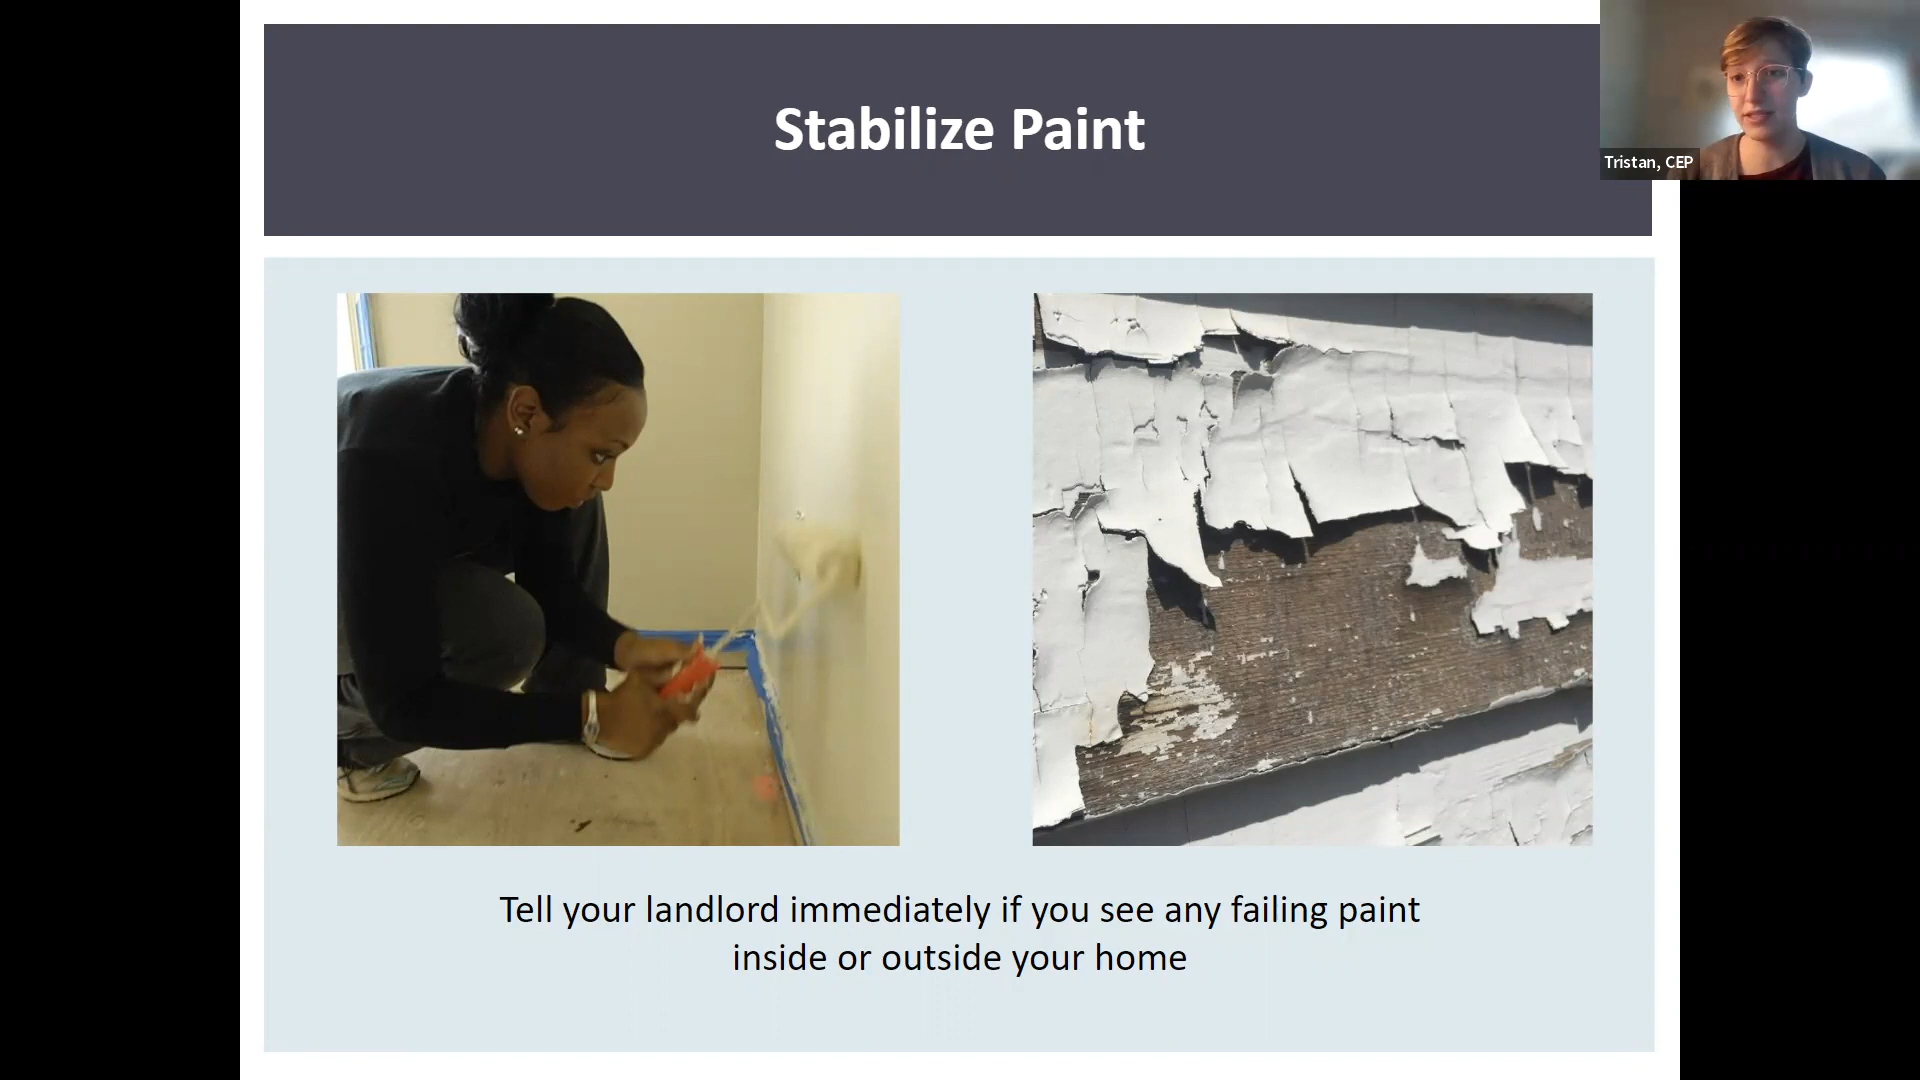 Stabilize Paint
Tristan, CEP
Tell your landlord immediately if you see any failing paint
inside or outside your home